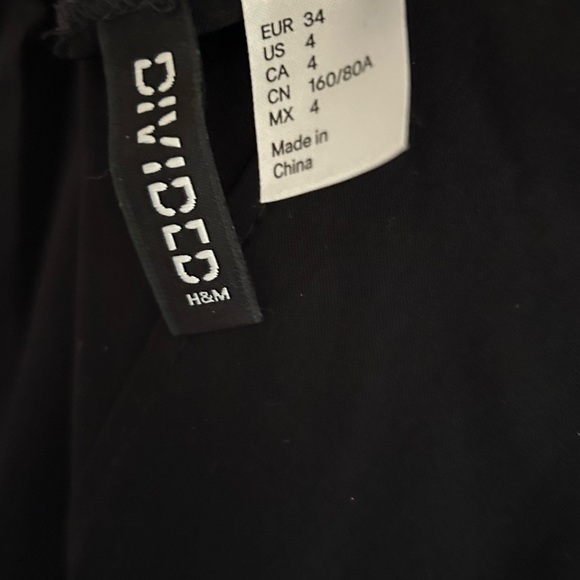 DIVIDED
H&M
EUR 34
US 4
CA 4
CN 160/80A
MX 4
Made in
China